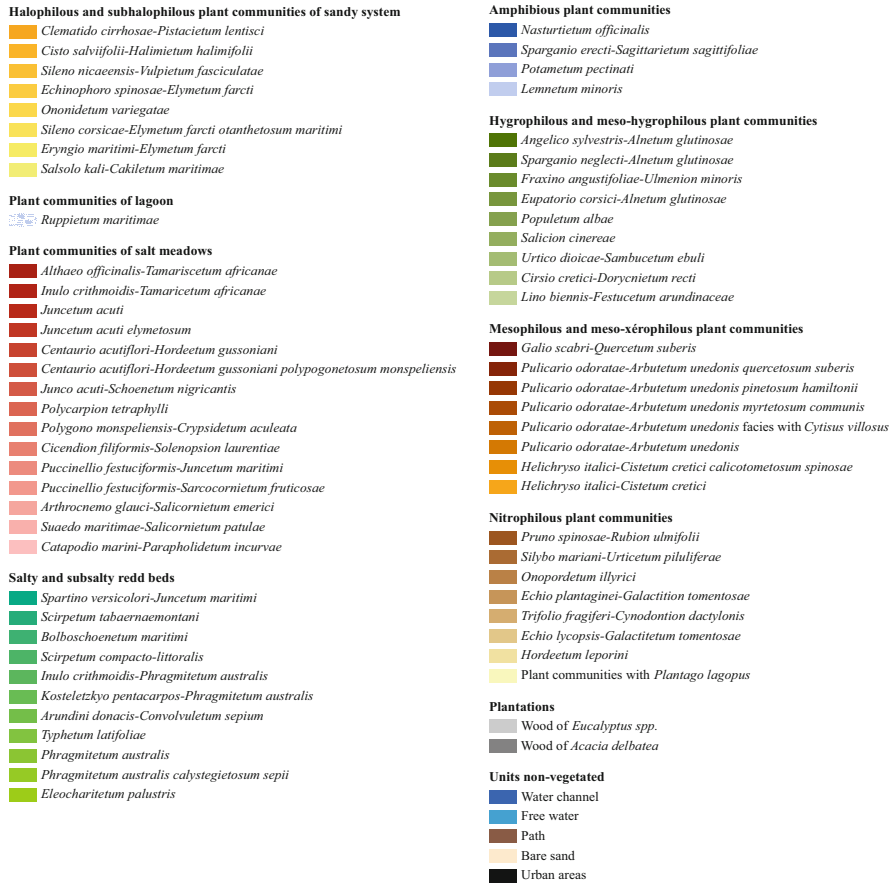 Halophilous and subhalophilous plant communities of sandy system
Clematido cirrhosae-Pistacietum lentisci
Cisto salviifolii-Halimietum halimifolii
Sileno nicaeensis-Vulpietum fasciculatae
Echinophoro spinosae-Elymetum farcti
Ononidetum variegatae
Sileno corsicae-Elymetum farcti otanthetosum maritimi
Eryngio maritimi-Elymetum farcti
Salsolo kali-Cakiletum maritimae
Plant communities of lagoon
Ruppietum maritimae
Plant communities of salt meadows
Althaeo officinalis-Tamariscetum africanae
Inulo crithmoidis-Tamaricetum africanae
Juncetum acuti
Juncetum acuti elymetosum
Centaurio acutiflori-Hordeetum gussoniani
Centaurio acutiflori-Hordeetum gussoniani polypogonetosum monspeliensis
Junco acuti-Schoenetum nigricantis
Polycarpion tetraphylli
Polygono monspeliensis-Crypsidetum aculeata
Cicendion filiformis-Solenopsion laurentiae
Puccinellio festuciformis-Juncetum maritimi
Puccinellio festuciformis-Sarcocornietum fruticosae
Arthrocnemo glauci-Salicornietum emerici
Suaedo maritimae-Salicornietum patulae
Catapodio marini-Parapholidetum incurvae
Salty and subsalty redd beds
Spartino versicolori-Juncetum maritimi
Scirpetum tabaernaemontani
Bolboschoenetum maritimi
Scirpetum compacto-littoralis
Inulo crithmoidis-Phragmitetum australis
Kosteletzkyo pentacarpos-Phragmitetum australis
Arundini donacis-Convolvuletum sepium
Typhetum latifoliae
Phragmitetum australis
Phragmitetum australis calystegietosum sepii
Eleocharitetum palustris
Amphibious plant communities
Nasturtietum officinalis
Sparganio erecti-Sagittarietum sagittifoliae
Potametum pectinati
Lemnetum minoris
Hygrophilous and meso-hygrophilous plant communities
Angelico sylvestris-Alnetum glutinosae
Sparganio neglecti-Alnetum glutinosae
Fraxino angustifoliae-Ulmenion minoris
Eupatorio corsici-Alnetum glutinosae
Populetum albae
Salicion cinereae
Urtico dioicae-Sambucetum ebuli
Cirsio cretici-Dorycnietum recti
Lino biennis-Festucetum arundinaceae
Mesophilous and meso-xérophilous plant communities
Galio scabri-Quercetum suberis
Pulicario odoratae-Arbutetum unedonis quercetosum suberis
Pulicario odoratae-Arbutetum unedonis pinetosum hamiltonii
Pulicario odoratae-Arbutetum unedonis myrtetosum communis
Pulicario odoratae-Arbutetum unedonis facies with Cytisus villosus
Pulicario odoratae-Arbutetum unedonis
Helichryso italici-Cistetum cretici calicotometosum spinosae
Helichryso italici-Cistetum cretici
Nitrophilous plant communities
Pruno spinosae-Rubion ulmifolii
Silybo mariani-Urticetum piluliferae
Onopordetum illyrici
Echio plantaginei-Galactition tomentosae
Trifolio fragiferi-Cynodontion dactylonis
Echio lycopsis-Galactitetum tomentosae
Hordeetum leporini
Plant communities with Plantago lagopus
Plantations
Wood of Eucalyptus spp.
Wood of Acacia delbatea
Units non-vegetated
Water channel
Free water
Path
Bare sand
Urban areas